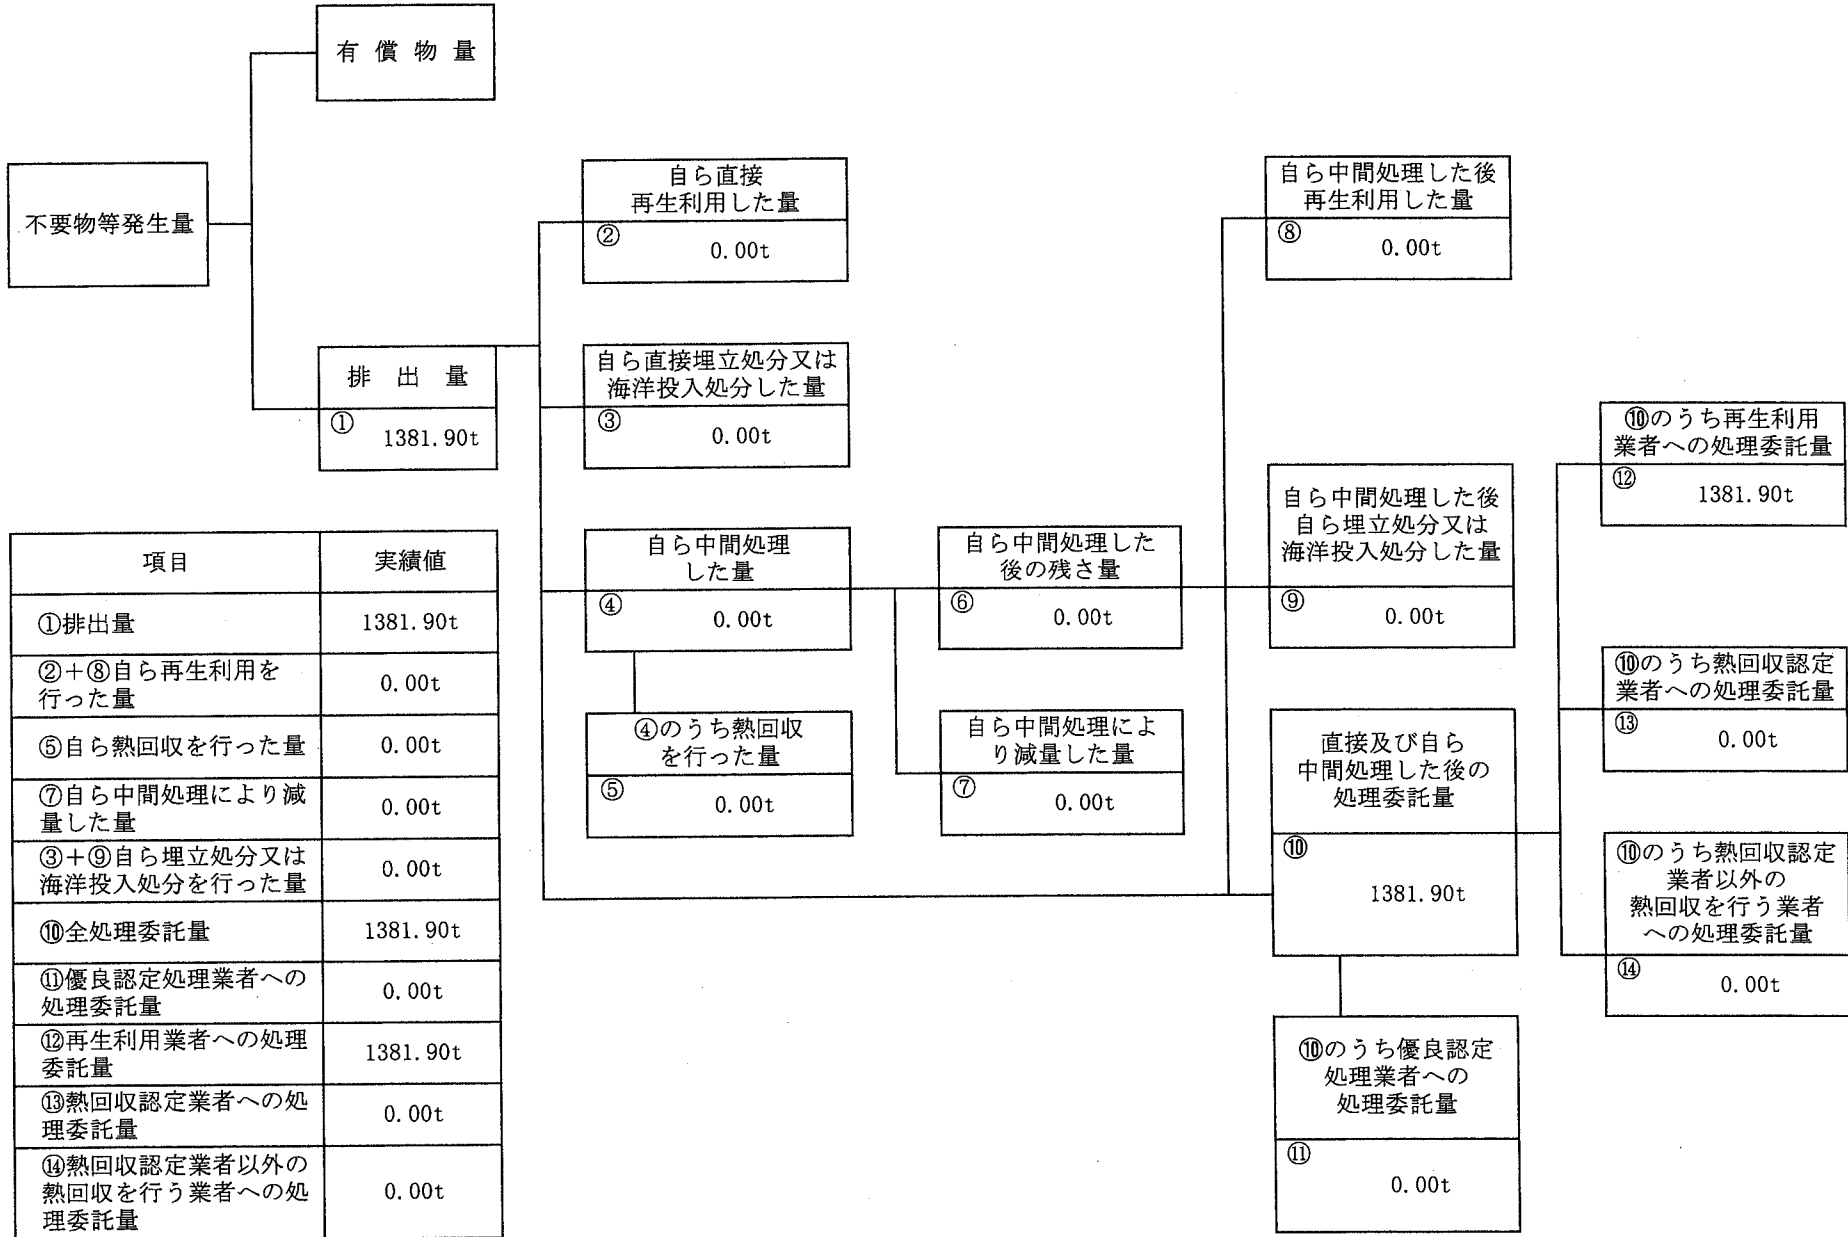 有償物量
不要物等発生量
排出量
①
1381.90t
自ら直接
再生利用した量
②
0.00t
自ら直接埋立処分又は
海洋投入処分した量
③
0.00t
自ら中間処理
した量
④
0.00t
④のうち熱回収
を行った量
⑤
0.00t
自ら中間処理した
後の残さ量
⑥
0.00t
自ら中間処理によ
り減量した量
⑦
0.00t
自ら中間処理した後
再生利用した量
⑧
0.00t
自ら中間処理した後
自ら埋立処分又は
海洋投入処分した量
⑨
0.00t
直接及び自ら
中間処理した後の
処理委託量
⑩
1381.90t
⑩のうち優良認定
処理業者への
処理委託量
⑪
0.00t
⑩のうち再生利用
業者への処理委託量
⑫
1381.90t
⑩のうち熱回収認定
業者への処理委託量
⑬
0.00t
⑩のうち熱回収認定
業者以外の
熱回収を行う業者
への処理委託量
⑭
0.00t
項目 実績値
①排出量 1381.90t
②+⑧自ら再生利用を
行った量
0.00t
⑤自ら熱回収を行った量 0.00t
⑦自ら中間処理により減
量した量
0.00t
③+⑨自ら埋立処分又は
海洋投入処分を行った量
0.00t
⑩全処理委託量 1381.90t
⑪優良認定処理業者への
処理委託量
0.00t
⑫再生利用業者への処理
委託量
1381.90t
⑬熱回収認定業者への処
理委託量
0.00t
⑭熱回収認定業者以外の
熱回収を行う業者への処
理委託量
0.00t